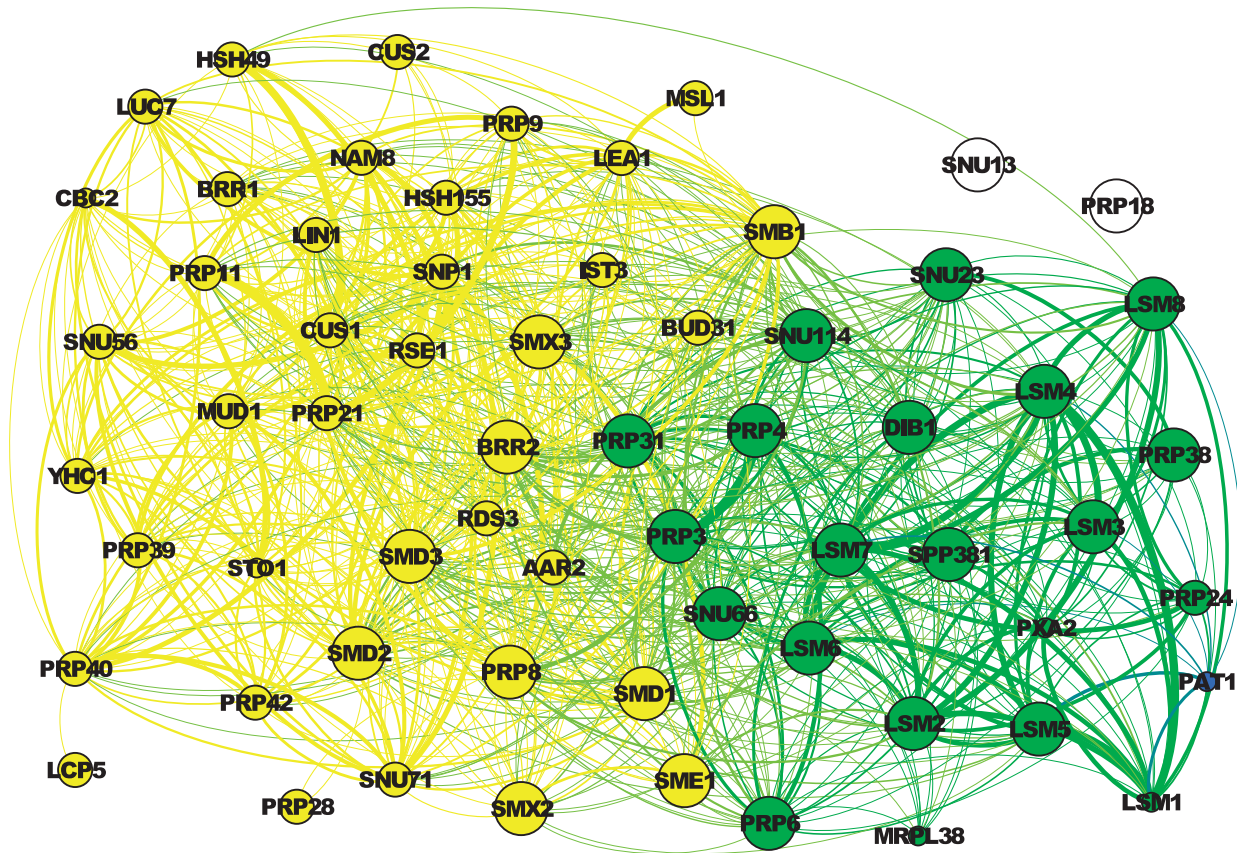 CUS2
HSH49
MSL1
LUC7
PRP9
NAM8
LEA1
SNU13
BRR1
CBC2
HSH155
PRP18
LIN1
SMB1
PRP11
SNP1
IST3
SNU23
LSM8
CUS1
BUD31
SNU56
RSE1
SMX3
SNU114
LSM4
MUD1
PRP21
PRP4
DIB1
BRR2
PRP31
PRP38
YHC1
RDS3
LSM3
PRP3
PRP39
LSM7
SPP381
SMD3
STO1
AAR2
PRP24
SNU66
PXA2
LSM6
SMD2
PRP40
PRP8
PAT1
SMD1
PRP42
LSM2
LSM5
LCP5
SNU71
SME1
LSM1
PRP28
SMX2
PRP6
MRPL38